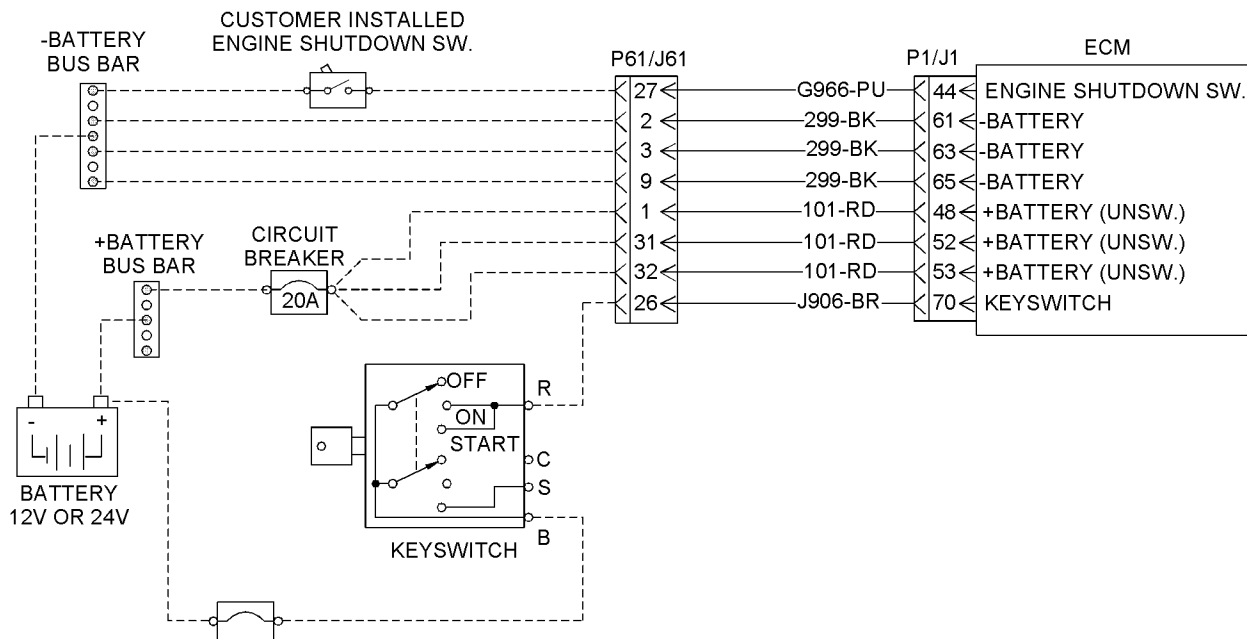 CUSTOMER INSTALLED
ENGINE SHUTDOWN SW.
-BATTERY
BUS BAR
P61/J61
P1/J1
ECM
27 G966-PU 44 ENGINE SHUTDOWN SW.
2 299-BK 61 -BATTERY
3 299-BK 63 -BATTERY
9 299-BK 65 -BATTERY
1 101-RD 48 +BATTERY (UNSW.)
31 101-RD 52 +BATTERY (UNSW.)
32 101-RD 53 +BATTERY (UNSW.)
26 J906-BR 70 KEYSWITCH
+BATTERY
BUS BAR
CIRCUIT
BREAKER
20A
- +
BATTERY
12V OR 24V
OFF
ON
START
R
C
S
B
KEYSWITCH